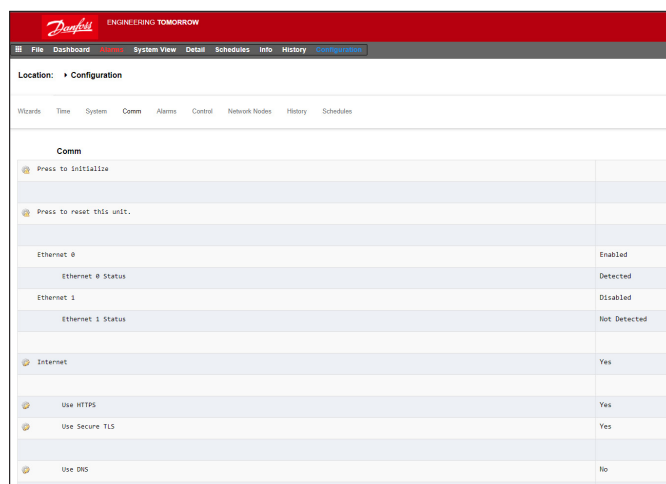 Danfoss ENGINEERING TOMORROW
File Dashboard Alarms System View Detail Schedules Info History Configuration
Location: Configuration
Wizards Time System Comm Alarms Control Network Nodes History Schedules
Comm
Press to initialize
Press to reset this unit.
Ethernet 0 Enabled
Ethernet 0 Status Detected
Ethernet 1 Disabled
Ethernet 1 Status Not Detected
Internet Yes
Use HTTPS Yes
Use Secure TLS Yes
Use DNS No